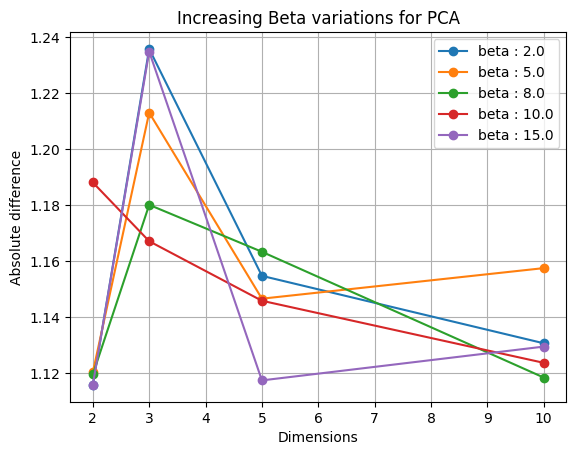 Increasing Beta variations for PCA
1.24
1.22
1.20
1.18
1.16
1.14
1.12
Absolute difference
beta : 2.0
beta : 5.0
beta : 8.0
beta : 10.0
beta : 15.0
2 3 4 5 6 7 8 9 10
Dimensions